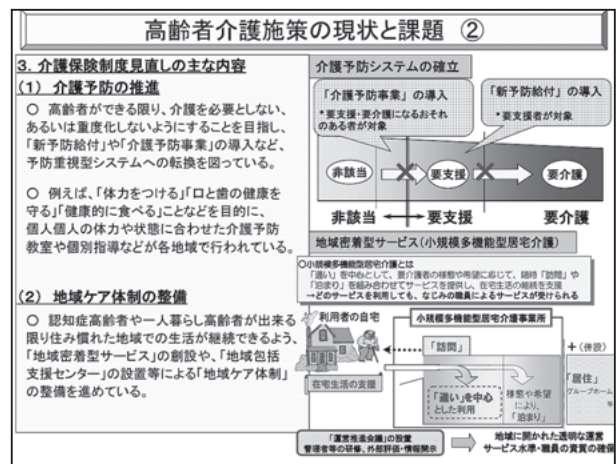 高齢者介護施策の現状と課題 ②
3. 介護保険制度見直しの主な内容
(1) 介護予防の推進
○ 高齢者ができる限り、介護を必要としない、
あるいは重度化しないようにすることを目指し、
「新予防給付」や「介護予防事業」の導入など、
予防重視型システムへの転換を図っている。
○ 例えば、「体力をつける」「口と歯の健康を
守る」「健康的に食べる」ことなどを目的に、
個人個人の体力や状態に合わせた介護予防
教室や個別指導などが各地域で行われている。
(2) 地域ケア体制の整備
○ 認知症高齢者や一人暮らし高齢者が出来る
限り住み慣れた地域での生活が継続できるよう、
「地域密着型サービス」の創設や、「地域包括
支援センター」の設置等による「地域ケア体制」
の整備を進めている。
介護予防システムの確立
「介護予防事業」の導入
*要支援・要介護になるおそれ
のある者が対象
「新予防給付」の導入
*要支援者が対象
非該当
要支援
要介護
非該当
要支援
要介護
地域密着型サービス(小規模多機能型居宅介護)
○小規模多機能型居宅介護とは
「通い」を中心として、要介護者の様態や希望に応じて、随時「訪問」や
「泊まり」を組み合わせてサービスを提供し、在宅生活の継続を支援
→どのサービスを利用しても、なじみの職員によるサービスが受けられる
利用者の自宅
在宅生活の支援
小規模多機能型居宅介護事業所
「訪問」
「通い」を中心
とした利用
様態や希望
により、
「泊まり」
+(併設)
「居住」
グループホーム
等
「運営推進会議」の設置
管理者等の研修、外部評価・情報開示
地域に開かれた透明な運営
サービス水準・職員の資質の確保